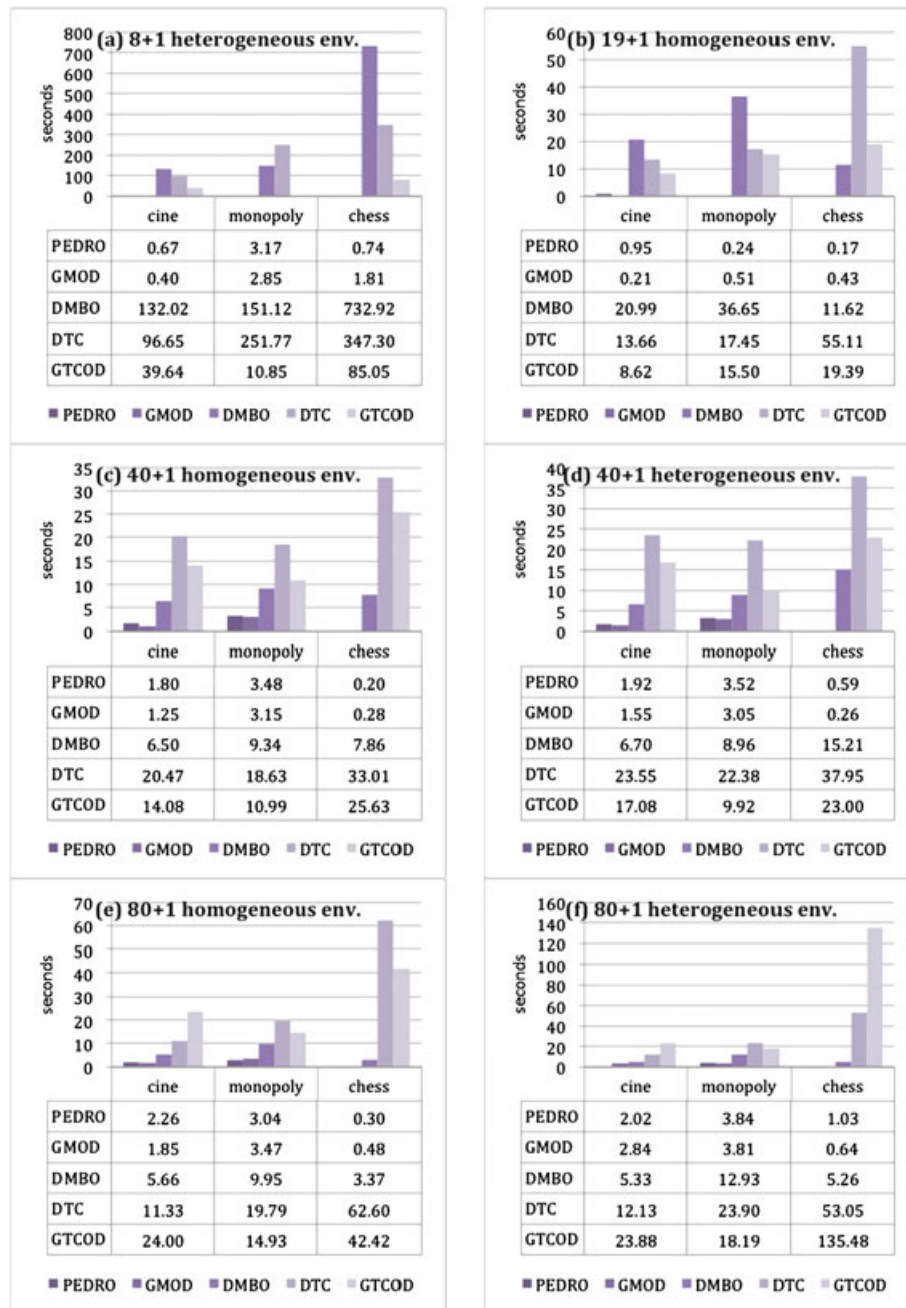 (a) 8+1 heterogeneous env.
800
700
600
500
400
300
200
100
0
seconds
cine monopoly chess
PEDRO 0.67 3.17 0.74
GMOD 0.40 2.85 1.81
DMBO 132.02 151.12 732.92
DTC 96.65 251.77 347.30
GTCOD 39.64 10.85 85.05
PEDRO GMOD DMBO DTC GTCOD
(b) 19+1 homogeneous env.
60
50
40
30
20
10
0
seconds
cine monopoly chess
PEDRO 0.95 0.24 0.17
GMOD 0.21 0.51 0.43
DMBO 20.99 36.65 11.62
DTC 13.66 17.45 55.11
GTCOD 8.62 15.50 19.39
PEDRO GMOD DMBO DTC GTCOD
(c) 40+1 homogeneous env.
35
30
25
20
15
10
5
0
seconds
cine monopoly chess
PEDRO 1.80 3.48 0.20
GMOD 1.25 3.15 0.28
DMBO 6.50 9.34 7.86
DTC 20.47 18.63 33.01
GTCOD 14.08 10.99 25.63
PEDRO GMOD DMBO DTC GTCOD
(d) 40+1 heterogeneous env.
40
35
30
25
20
15
10
5
0
seconds
cine monopoly chess
PEDRO 1.92 3.52 0.59
GMOD 1.55 3.05 0.26
DMBO 6.70 8.96 15.21
DTC 23.55 22.38 37.95
GTCOD 17.08 9.92 23.00
PEDRO GMOD DMBO DTC GTCOD
(e) 80+1 homogeneous env.
70
60
50
40
30
20
10
0
seconds
cine monopoly chess
PEDRO 2.26 3.04 0.30
GMOD 1.85 3.47 0.48
DMBO 5.66 9.95 3.37
DTC 11.33 19.79 62.60
GTCOD 24.00 14.93 42.42
PEDRO GMOD DMBO DTC GTCOD
(f) 80+1 heterogeneous env.
160
140
120
100
80
60
40
20
0
seconds
cine monopoly chess
PEDRO 2.02 3.84 1.03
GMOD 2.84 3.81 0.64
DMBO 5.33 12.93 5.26
DTC 12.13 23.90 53.05
GTCOD 23.88 18.19 135.48
PEDRO GMOD DMBO DTC GTCOD